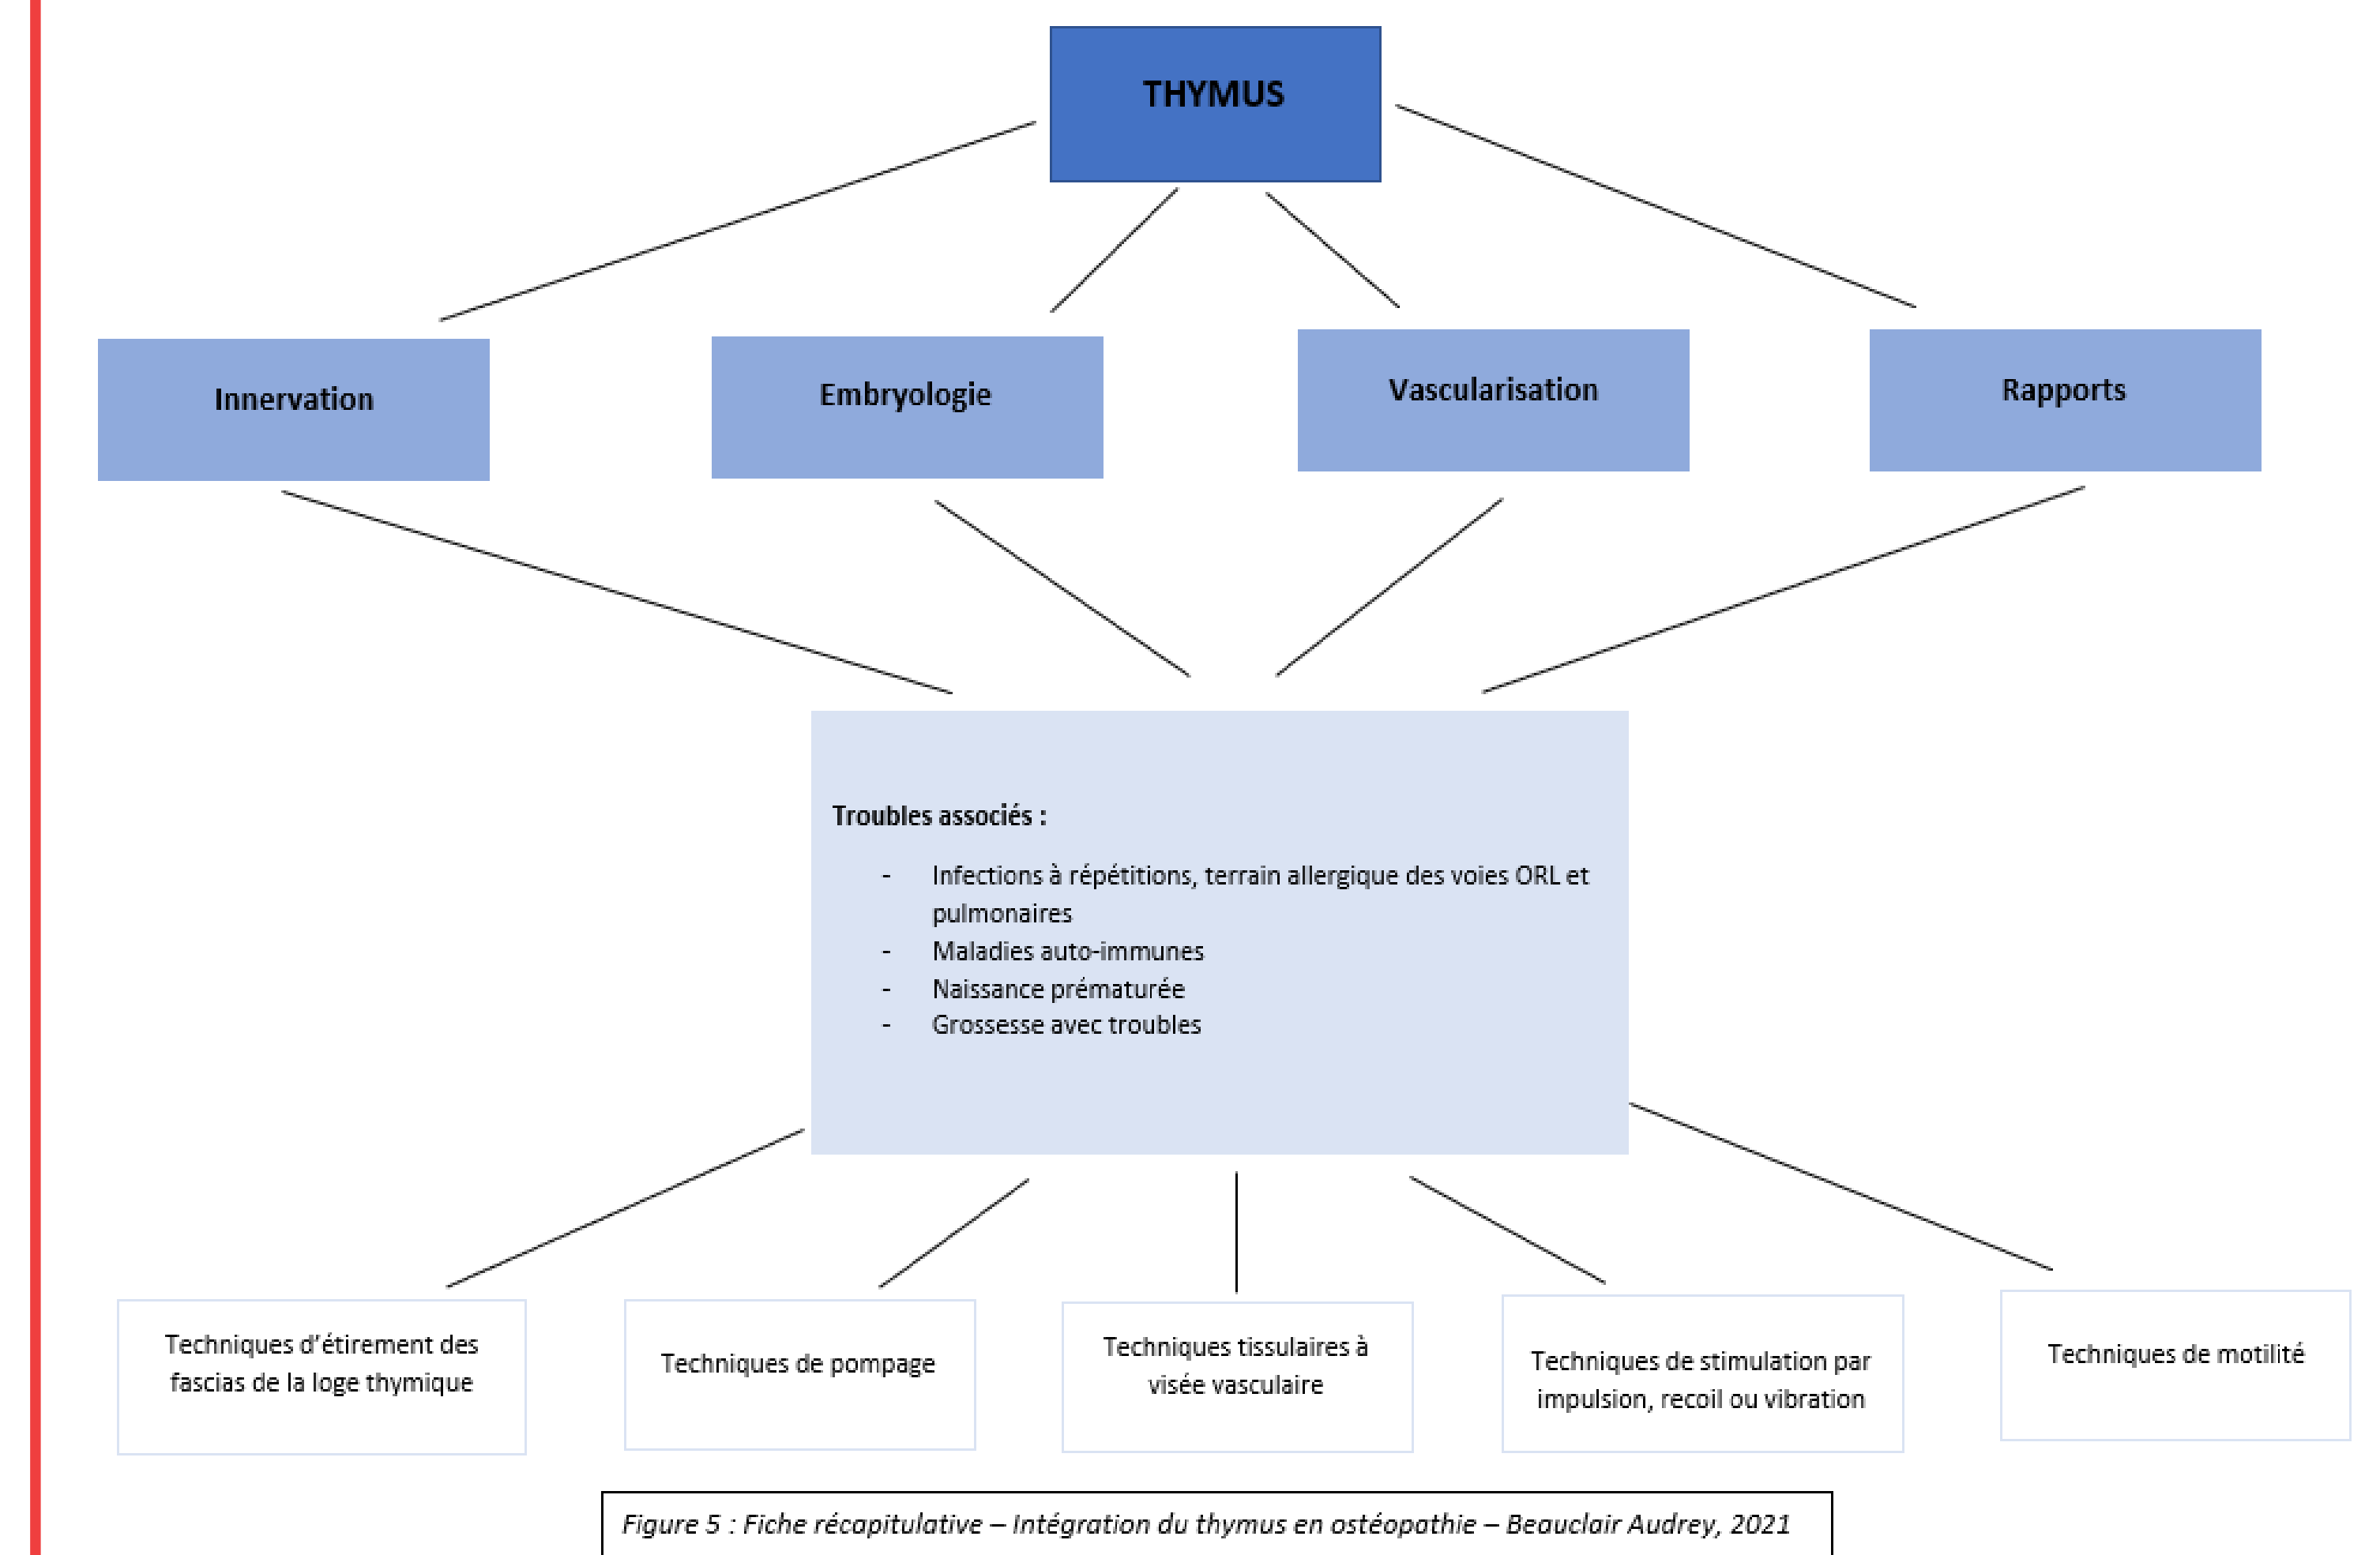 THYMUS
Innervation
Embryologie
Vascularisation
Rapports
Troubles associés :
- Infections à répétitions, terrain allergique des voies ORL et
pulmonaires
- Maladies auto-immunes
- Naissance prématurée
- Grossesse avec troubles
Techniques d'étirement des
fascias de la loge thymique
Techniques de pompage
Techniques tissulaires à
visée vasculaire
Techniques de stimulation par
impulsion, recoil ou vibration
Techniques de motilité
Figure 5 : Fiche récapitulative – Intégration du thymus en ostéopathie – Beauclair Audrey, 2021